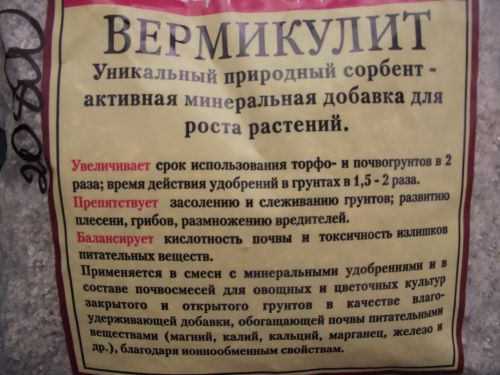 ВЕРМИКУЛИТ
Уникальный природный сорбент -
активная минеральная добавка для
роста растений.
Увеличивает срок использования торфо- и почвогрунтов в 2
раза; время действия удобрений в грунтах в 1,5 - 2 раза.
Препятствует засолению и слеживанию грунтов; развитию
плесени, грибов, размножению вредителей.
Балансирует кислотность почвы и токсичность излишков
питательных веществ.
Применяется в смеси с минеральными удобрениями и в
составе почвосмесей для овощных и цветочных культур
закрытого и открытого грунтов в качестве влаго-
удерживающей добавки, обогащающей почвы питательными
веществами (магний, калий, кальций, марганец, железо и
др.), благодаря ионнообменным свойствам.